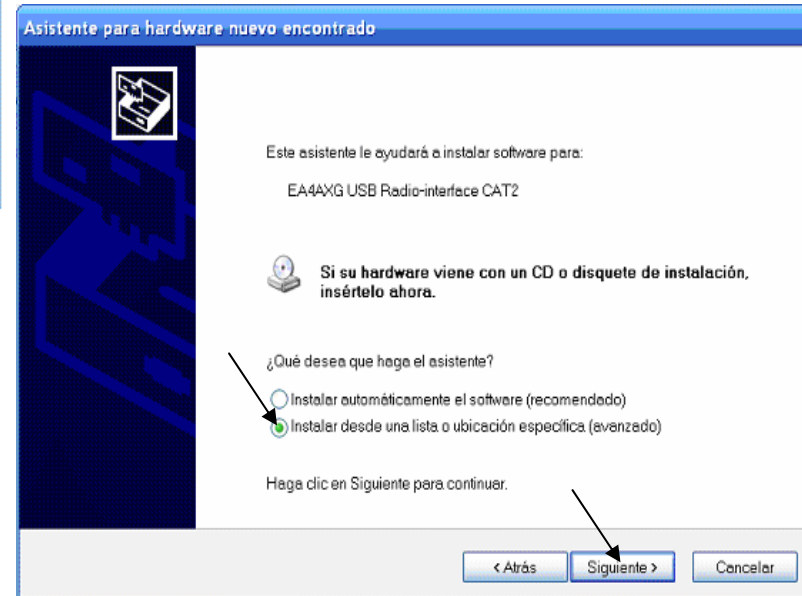 Asistente para hardware nuevo encontrado
Este asistente le ayudará a instalar software para:
EA4AXG USB Radio-interface CAT2
Si su hardware viene con un CD o disquete de instalación,
insértelo ahora.
¿Qué desea que haga el asistente?
Instalar automáticamente el software (recomendado)
Instalar desde una lista o ubicación específica (avanzado)
Haga clic en Siguiente para continuar.
< Atrás
Siguiente >
Cancelar